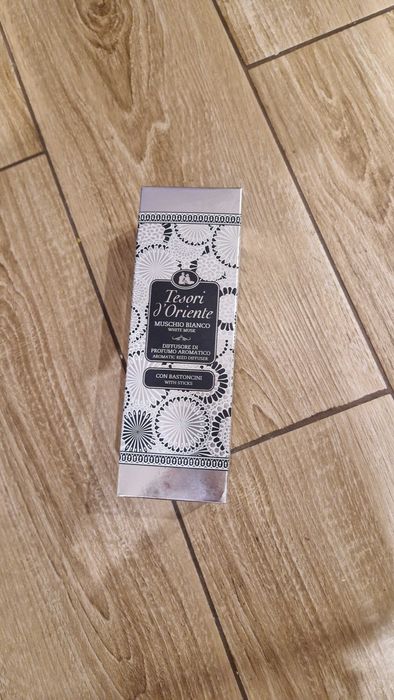 Tesori
d'Oriente
MUSCHIO BIANCO
WHITE MUSK
DIFFUSORE DI
PROFUMO AROMATICO
AROMATIC REED DIFFUSER
CON BASTONCINI
WITH STICKS